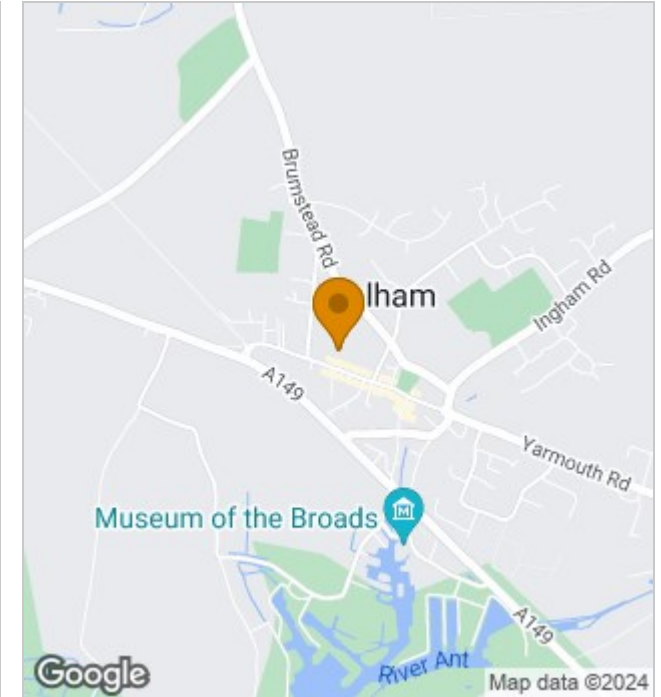 Brumstead Rd
lham
Ingham Rd
A149
Yarmouth Rd
Museum of the Broads
M
A149
River Ant
Google
Map data ©2024